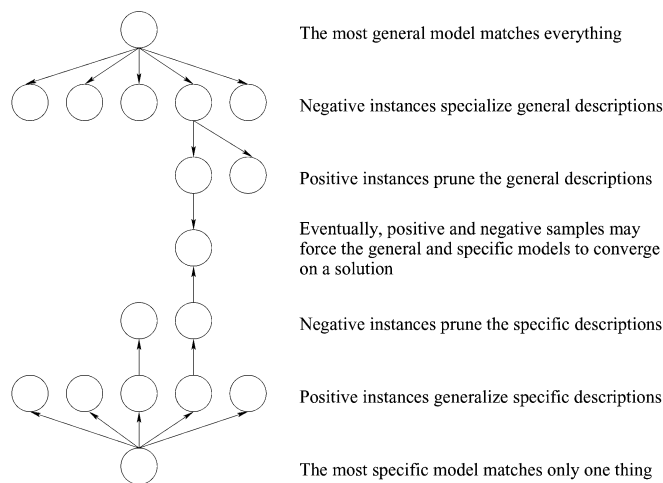 The most general model matches everything
Negative instances specialize general descriptions
Positive instances prune the general descriptions
Eventually, positive and negative samples may
force the general and specific models to converge
on a solution
Negative instances prune the specific descriptions
Positive instances generalize specific descriptions
The most specific model matches only one thing